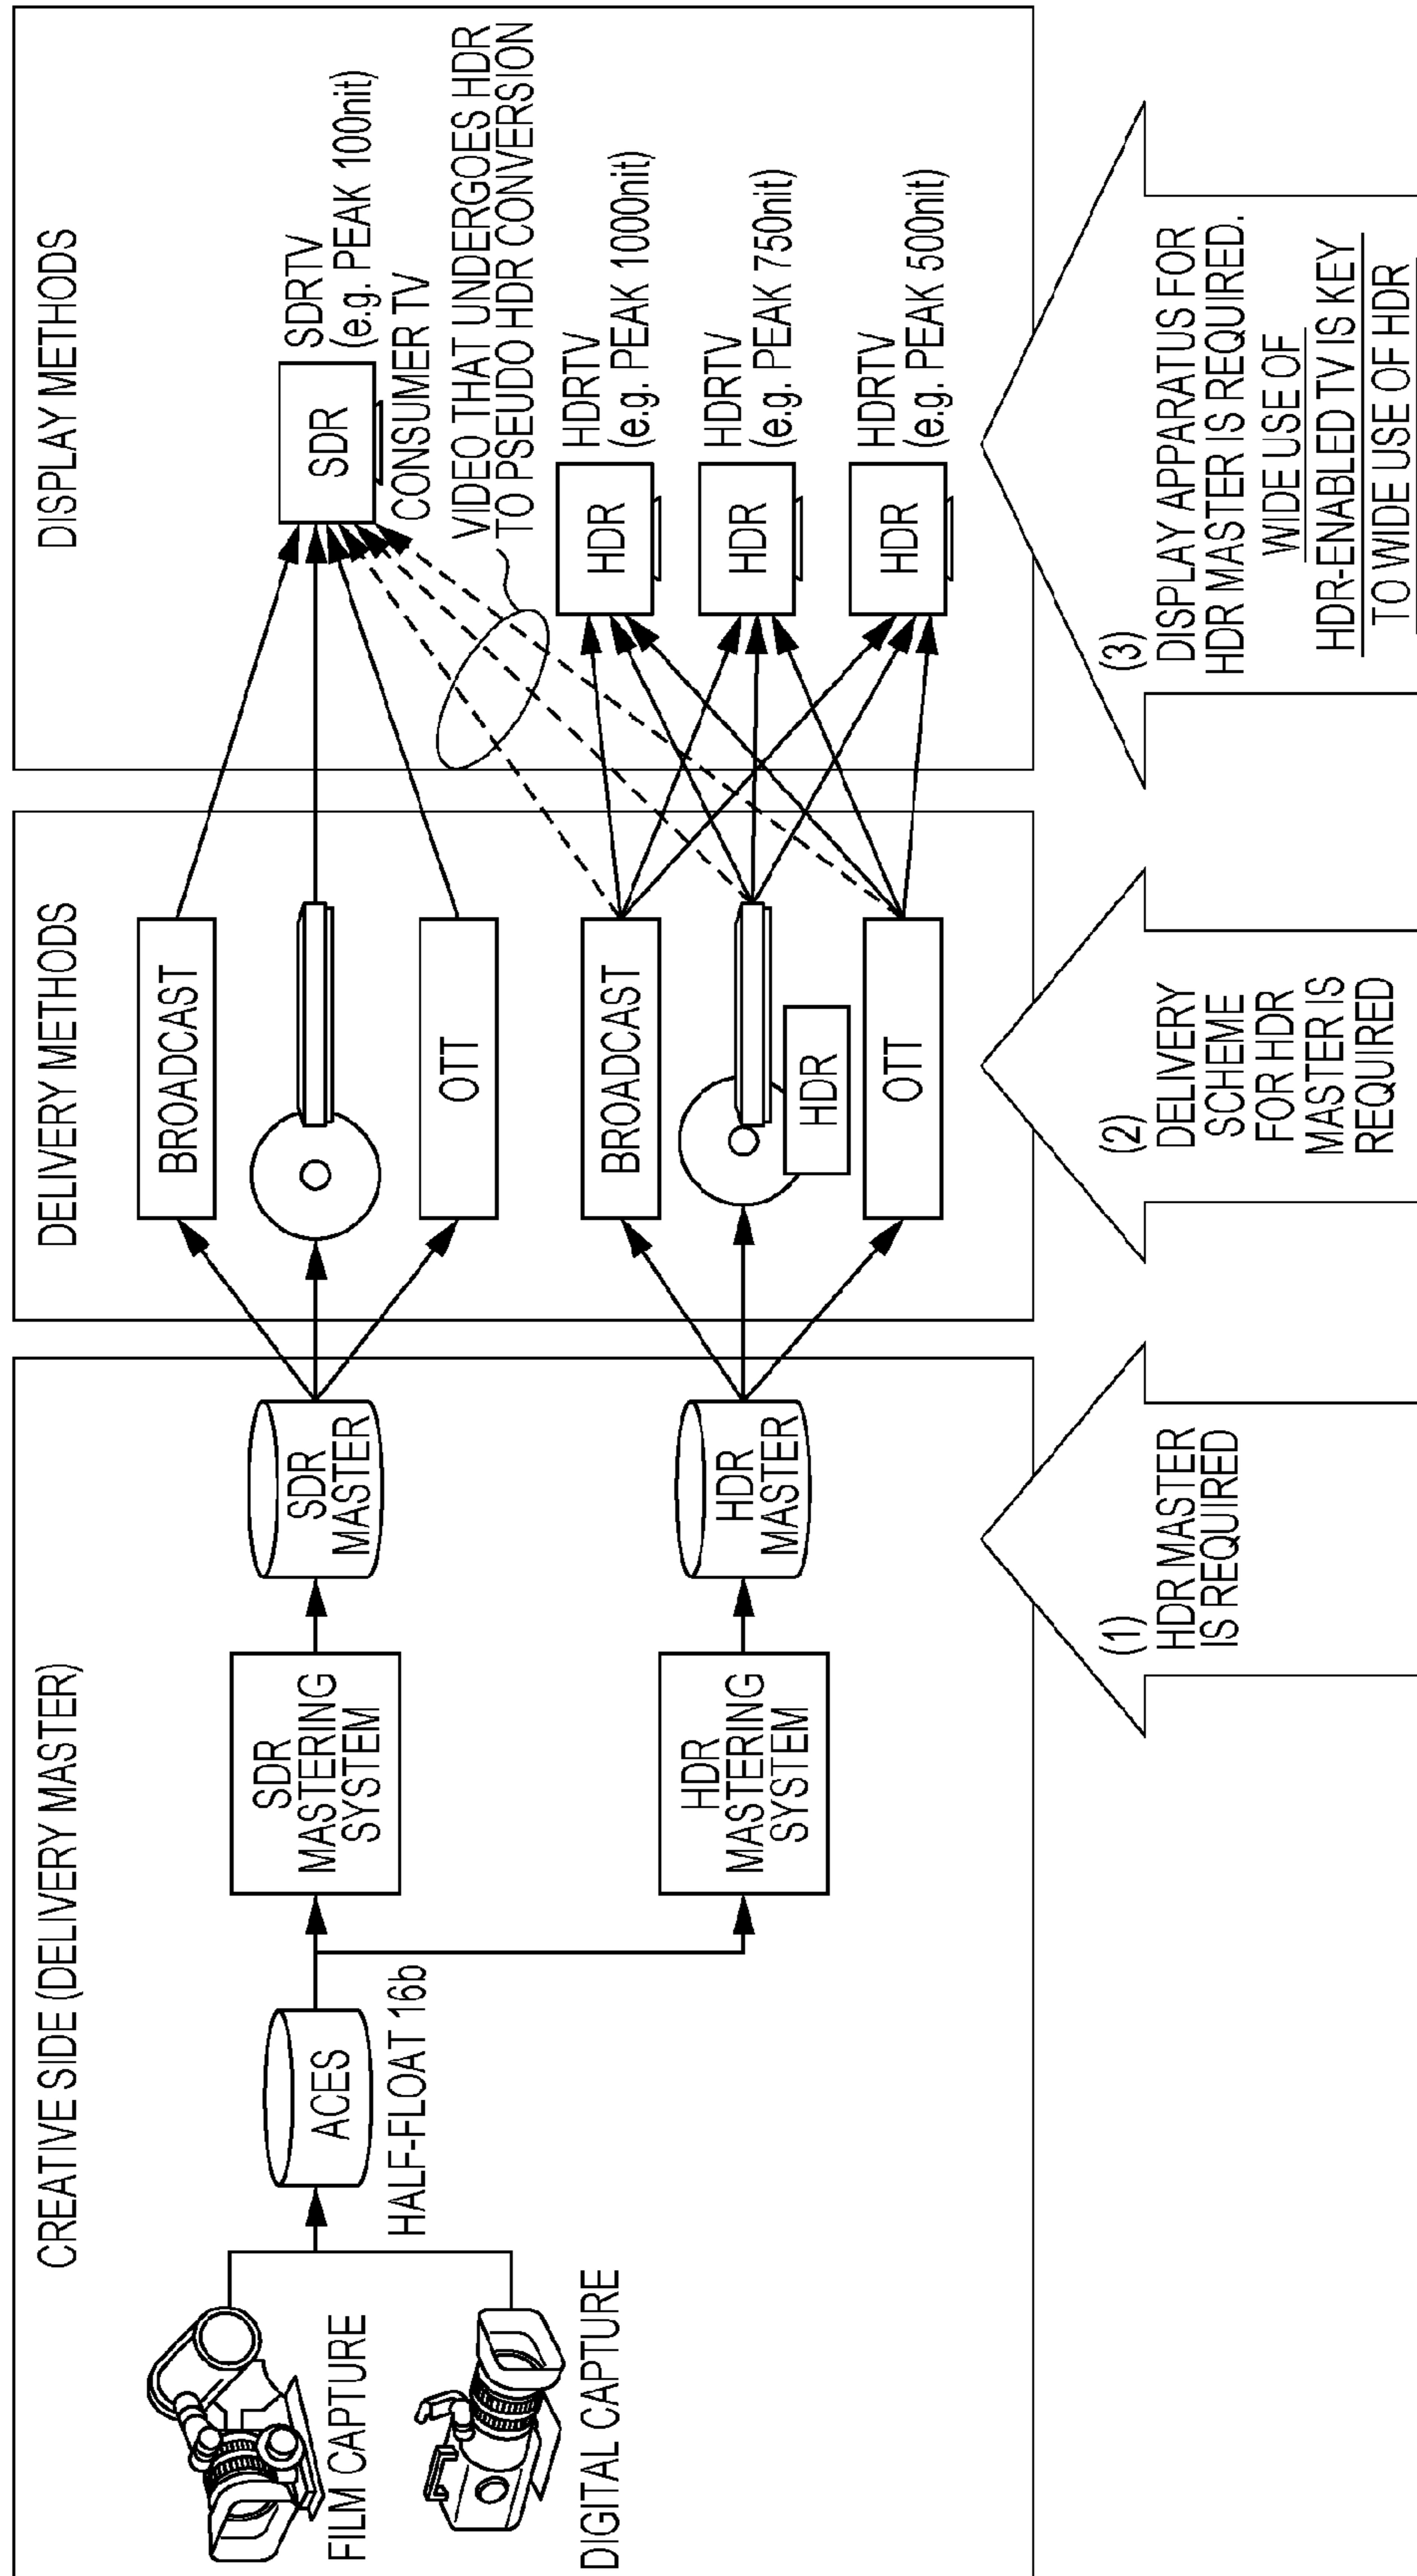 CREATIVE SIDE (DELIVERY MASTER)
FILM CAPTURE
DIGITAL CAPTURE
ACES
HALF-FLOAT 16b
SDR
MASTERING
SYSTEM
SDR
MASTER
HDR
MASTERING
SYSTEM
HDR
MASTER
DELIVERY METHODS
BROADCAST
OTT
BROADCAST
HDR
OTT
DISPLAY METHODS
SDR
SDRTV
(e.g. PEAK 100nit)
CONSUMER TV
VIDEO THAT UNDERGOES HDR
TO PSEUDO HDR CONVERSION
HDR
HDRTV
(e.g. PEAK 1000nit)
HDR
HDRTV
(e.g. PEAK 750nit)
HDR
HDRTV
(e.g. PEAK 500nit)
(1)
HDR MASTER
IS REQUIRED
(2)
DELIVERY
SCHEME
FOR HDR
MASTER IS
REQUIRED
(3)
DISPLAY APPARATUS FOR
HDR MASTER IS REQUIRED.
WIDE USE OF
HDR-ENABLED TV IS KEY
TO WIDE USE OF HDR